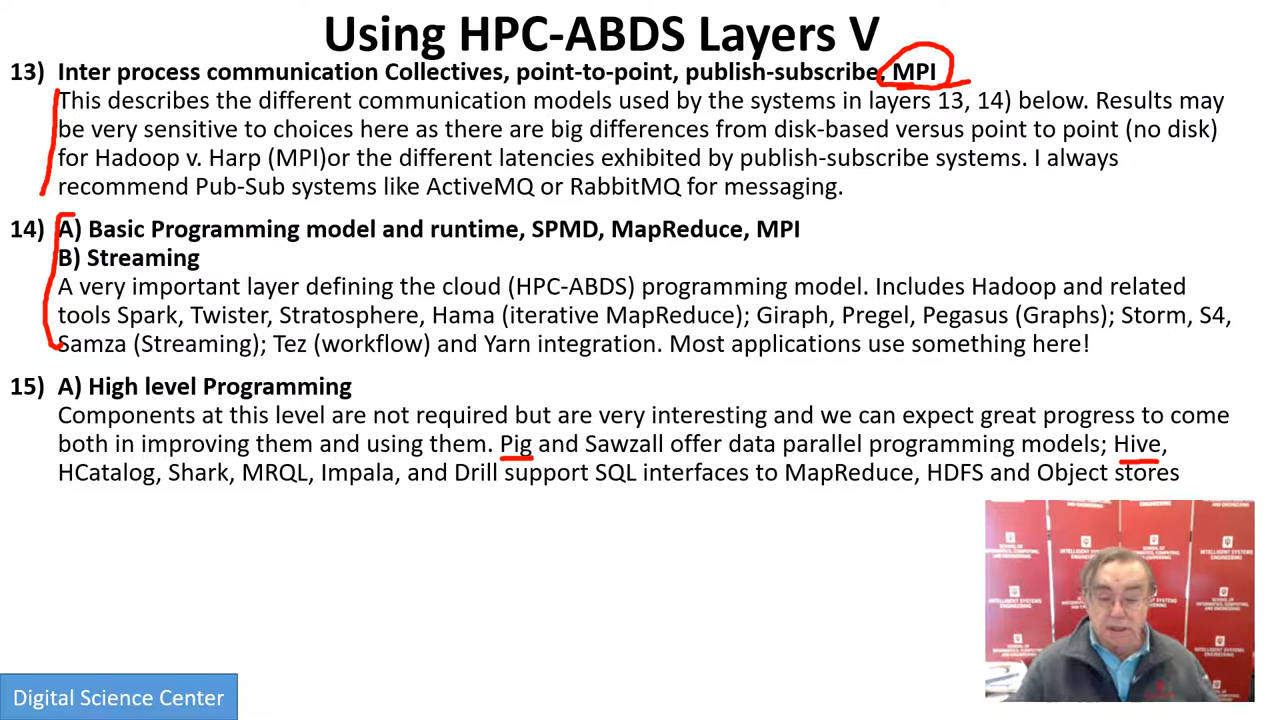 Using HPC-ABDS Layers V
13) Inter process communication Collectives, point-to-point, publish-subscribe, MPI
This describes the different communication models used by the systems in layers 13, 14) below. Results may
be very sensitive to choices here as there are big differences from disk-based versus point to point (no disk)
for Hadoop v. Harp (MPI)or the different latencies exhibited by publish-subscribe systems. I always
recommend Pub-Sub systems like ActiveMQ or RabbitMQ for messaging.
14) A) Basic Programming model and runtime, SPMD, MapReduce, MPI
B) Streaming
A very important layer defining the cloud (HPC-ABDS) programming model. Includes Hadoop and related
tools Spark, Twister, Stratosphere, Hama (iterative MapReduce); Giraph, Pregel, Pegasus (Graphs); Storm, S4,
Samza (Streaming); Tez (workflow) and Yarn integration. Most applications use something here!
15) A) High level Programming
Components at this level are not required but are very interesting and we can expect great progress to come
both in improving them and using them. Pig and Sawzall offer data parallel programming models; Hive,
HCatalog, Shark, MRQL, Impala, and Drill support SQL interfaces to MapReduce, HDFS and Object stores
INTELLIGENT SYSTEMS
ENGINEERING
SCHOOL OF
INFORMATICS, COMPUTING,
AND ENGINEERING
Digital Science Center